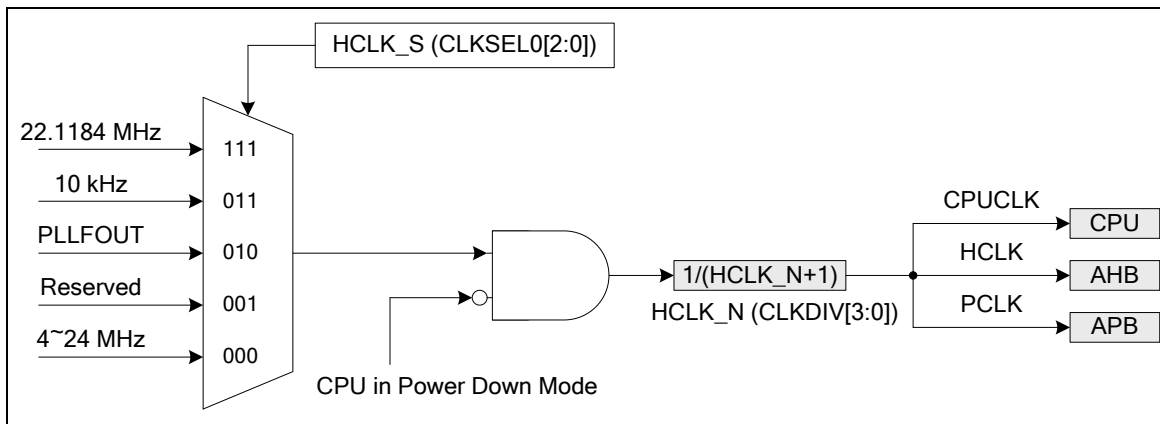 HCLK_S (CLKSEL0[2:0])
22.1184 MHz
111
10 kHz
011
PLLFOUT
010
Reserved
001
4~24 MHz
000
CPU in Power Down Mode
1/(HCLK_N+1)
HCLK_N (CLKDIV[3:0])
CPUCLK
CPU
HCLK
AHB
PCLK
APB